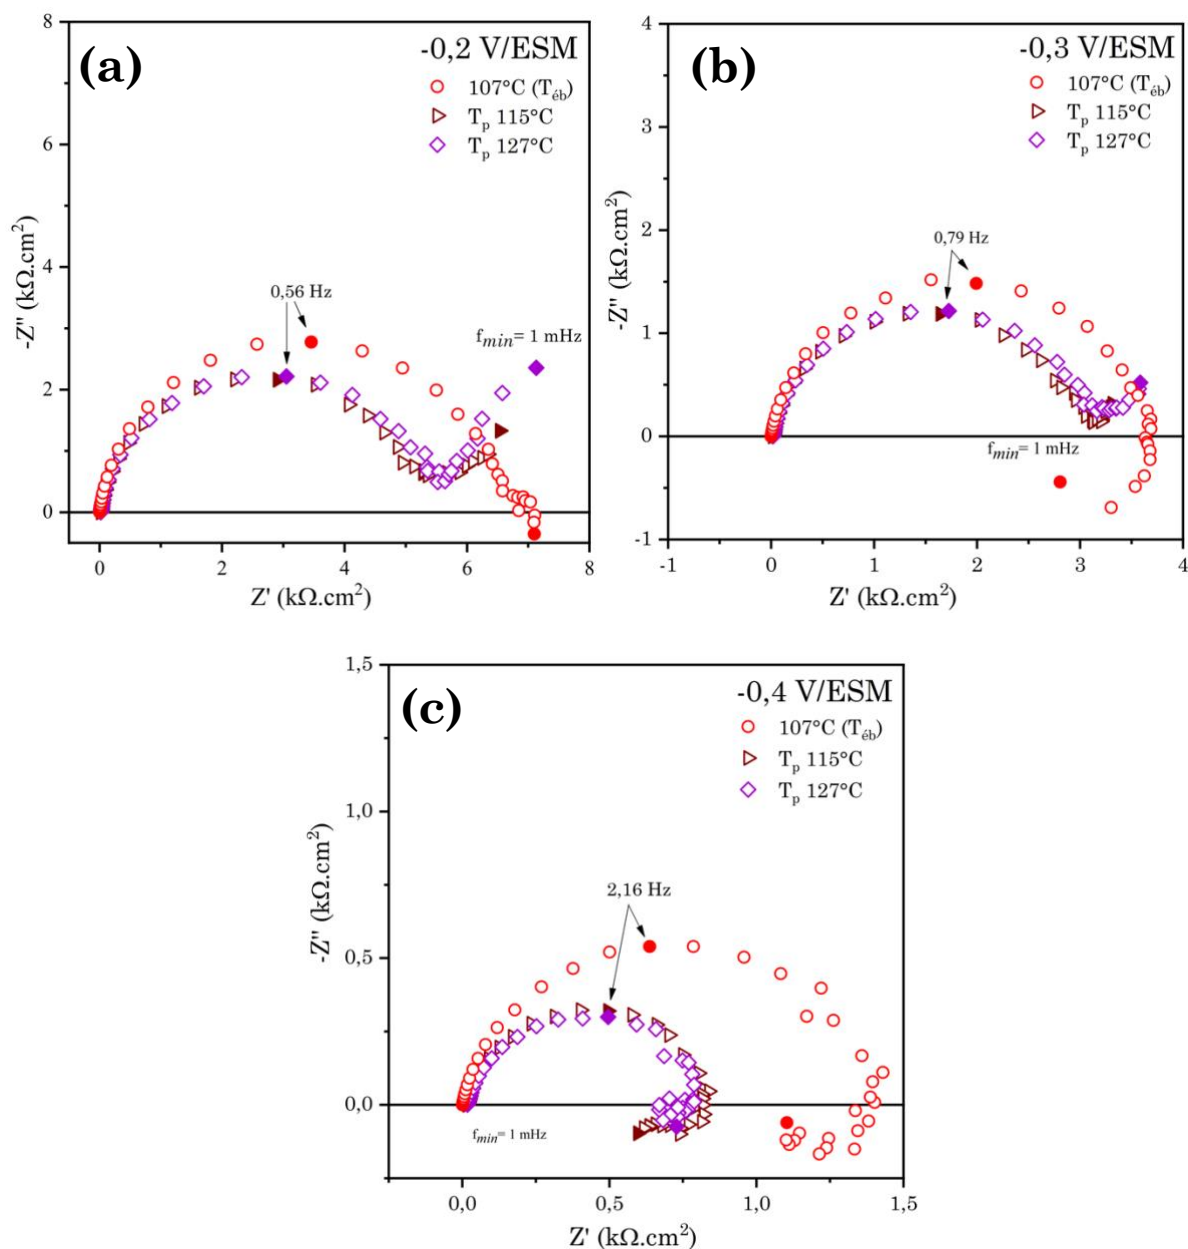 (a)
-0,2 V/ESM
107°C (Téb)
Tp 115°C
Tp 127°C
0,56 Hz
fmin= 1 mHz
8
6
4
2
0
0
2
4
6
8
-Z'' (kΩ.cm²)
Z' (kΩ.cm²)
(b)
-0,3 V/ESM
107°C (Téb)
Tp 115°C
Tp 127°C
0,79 Hz
fmin= 1 mHz
4
3
2
1
0
-1
-1
0
1
2
3
4
-Z'' (kΩ.cm²)
Z' (kΩ.cm²)
(c)
-0,4 V/ESM
107°C (Téb)
Tp 115°C
Tp 127°C
2,16 Hz
fmin= 1 mHz
1,5
1,0
0,5
0,0
0,0
0,5
1,0
1,5
-Z'' (kΩ.cm²)
Z' (kΩ.cm²)